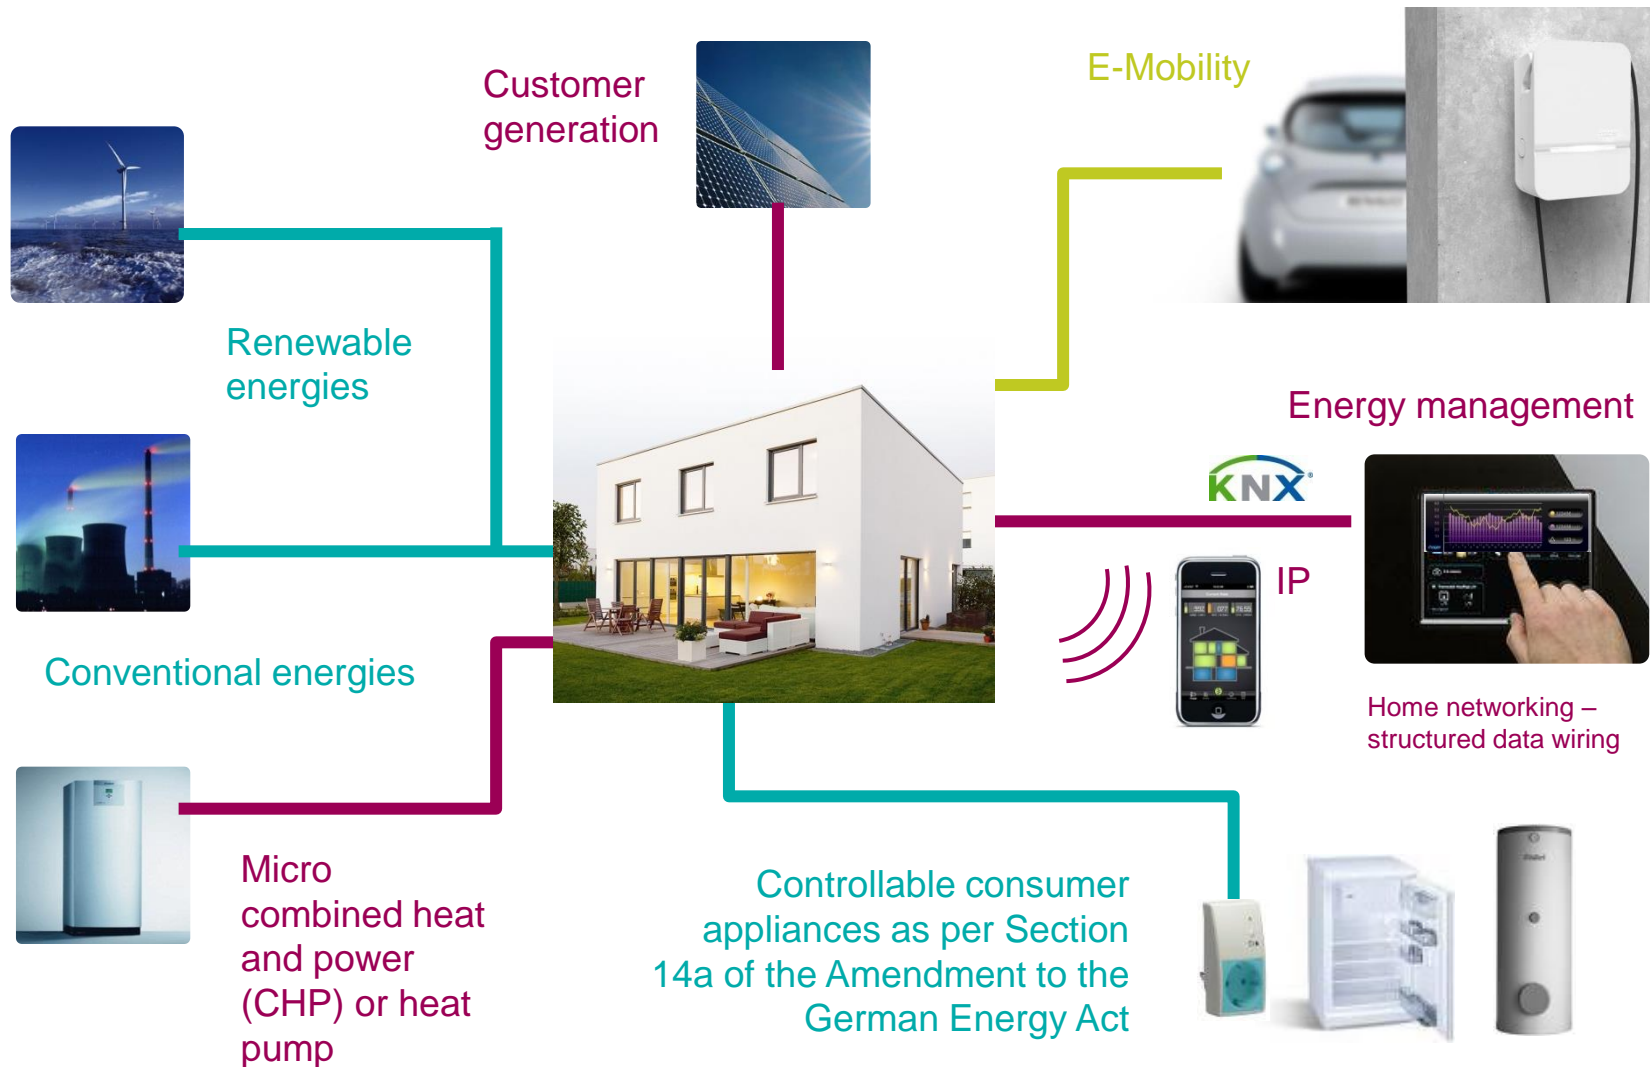 Customer
generation
E-Mobility
Renewable
energies
Energy management
KNX
IP
Conventional energies
Home networking –
structured data wiring
Micro
combined heat
and power
(CHP) or heat
pump
Controllable consumer
appliances as per Section
14a of the Amendment to the
German Energy Act